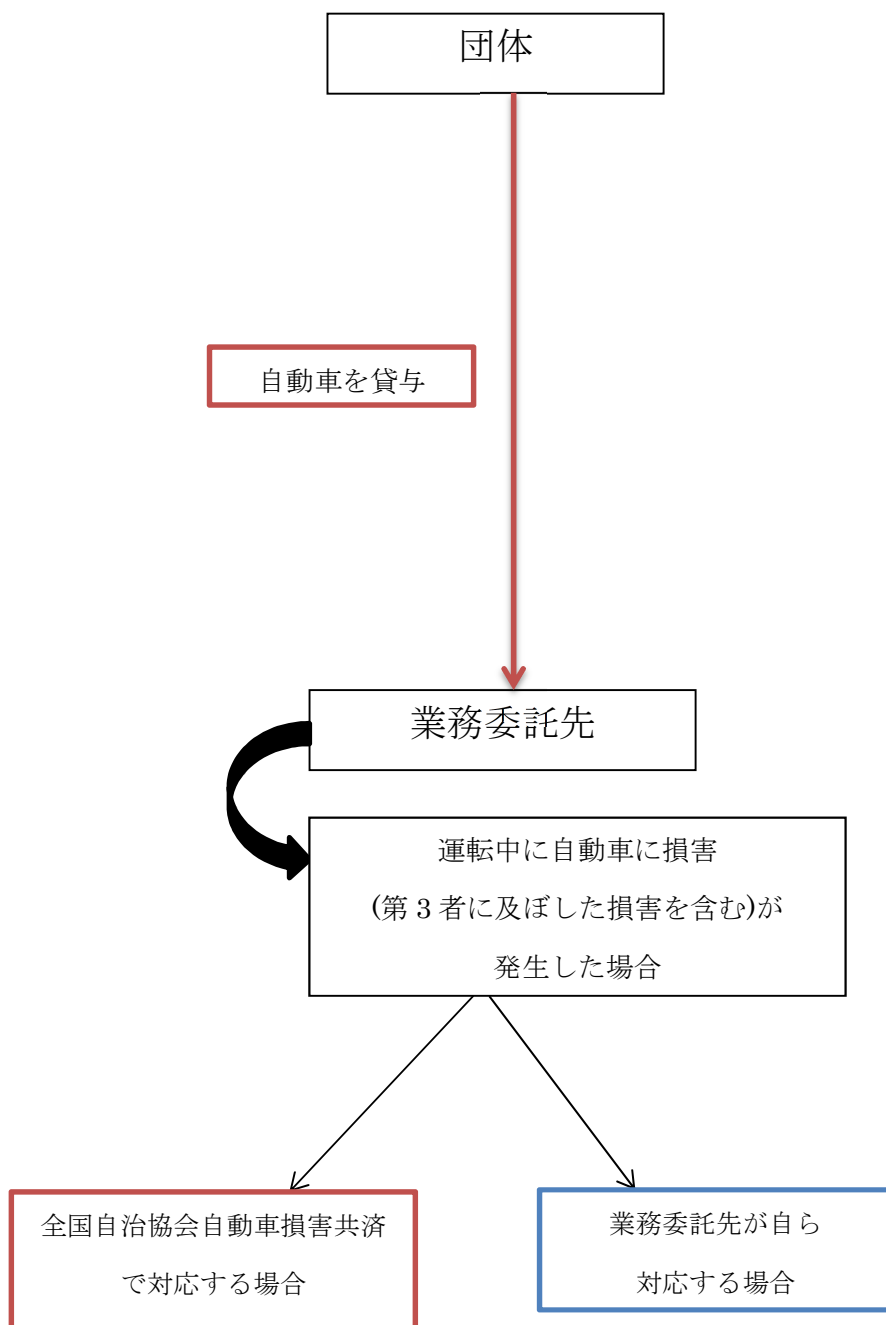 団体
自動車を貸与
業務委託先
運転中に自動車に損害
(第 3 者に及ぼした損害を含む)が
発生した場合
全国自治協会自動車損害共済
で対応する場合
業務委託先が自ら
対応する場合